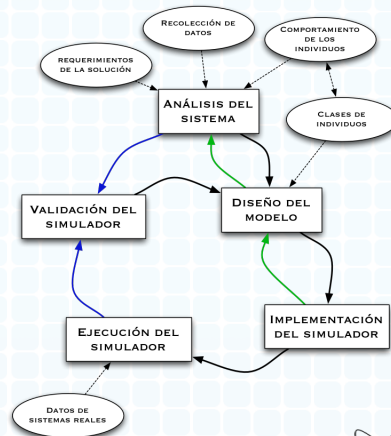 Recolección de
datos
Comportamiento
de los
individuos
requerimientos
de la solución
Análisis del
sistema
Clases de
individuos
Validación del
simulador
Diseño del
modelo
Ejecución del
simulador
Implementación
del simulador
Datos de
sistemas reales